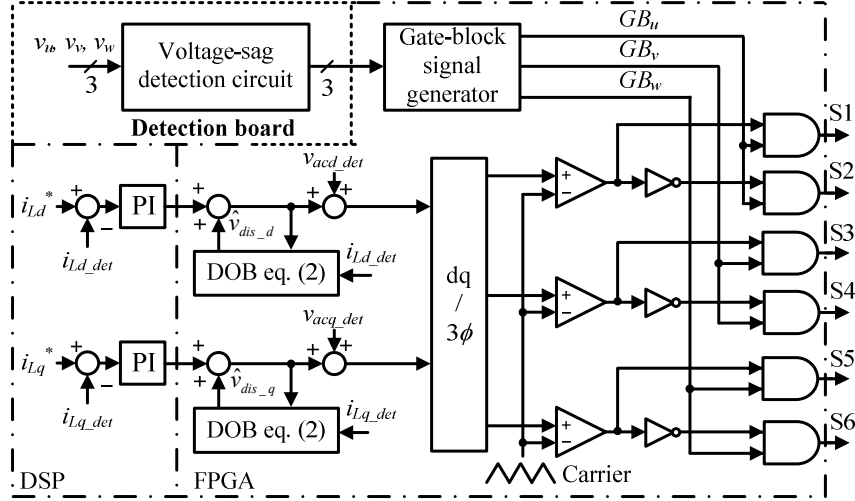 v_u, v_v, v_w
3
Voltage-sag
detection circuit
3
Detection board
Gate-block
signal
generator
GB_u
GB_v
GB_w
S1
S2
S3
S4
S5
S6
i_Ld*
+
−
i_Ld_det
PI
+
+
v̂_dis_d
DOB eq. (2)
i_Ld_det
v_acd_det
+
+
i_Lq*
+
−
i_Lq_det
PI
+
+
v̂_dis_q
DOB eq. (2)
i_Lq_det
v_acq_det
+
+
dq
/
3ϕ
+
−
+
−
+
−
Carrier
DSP
FPGA